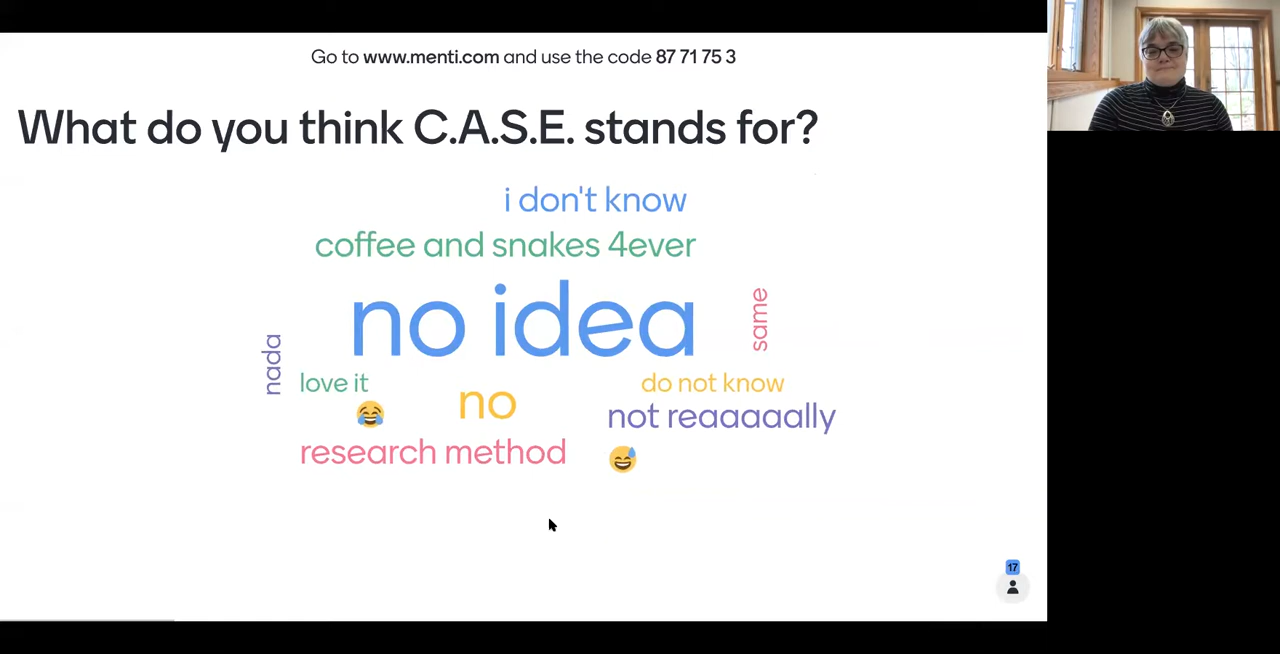 Go to www.menti.com and use the code 87 71 75 3
What do you think C.A.S.E. stands for?
i don't know
coffee and snakes 4ever
no idea
same
nada
love it
do not know
😂
no
not reaaaaally
research method
😅
17